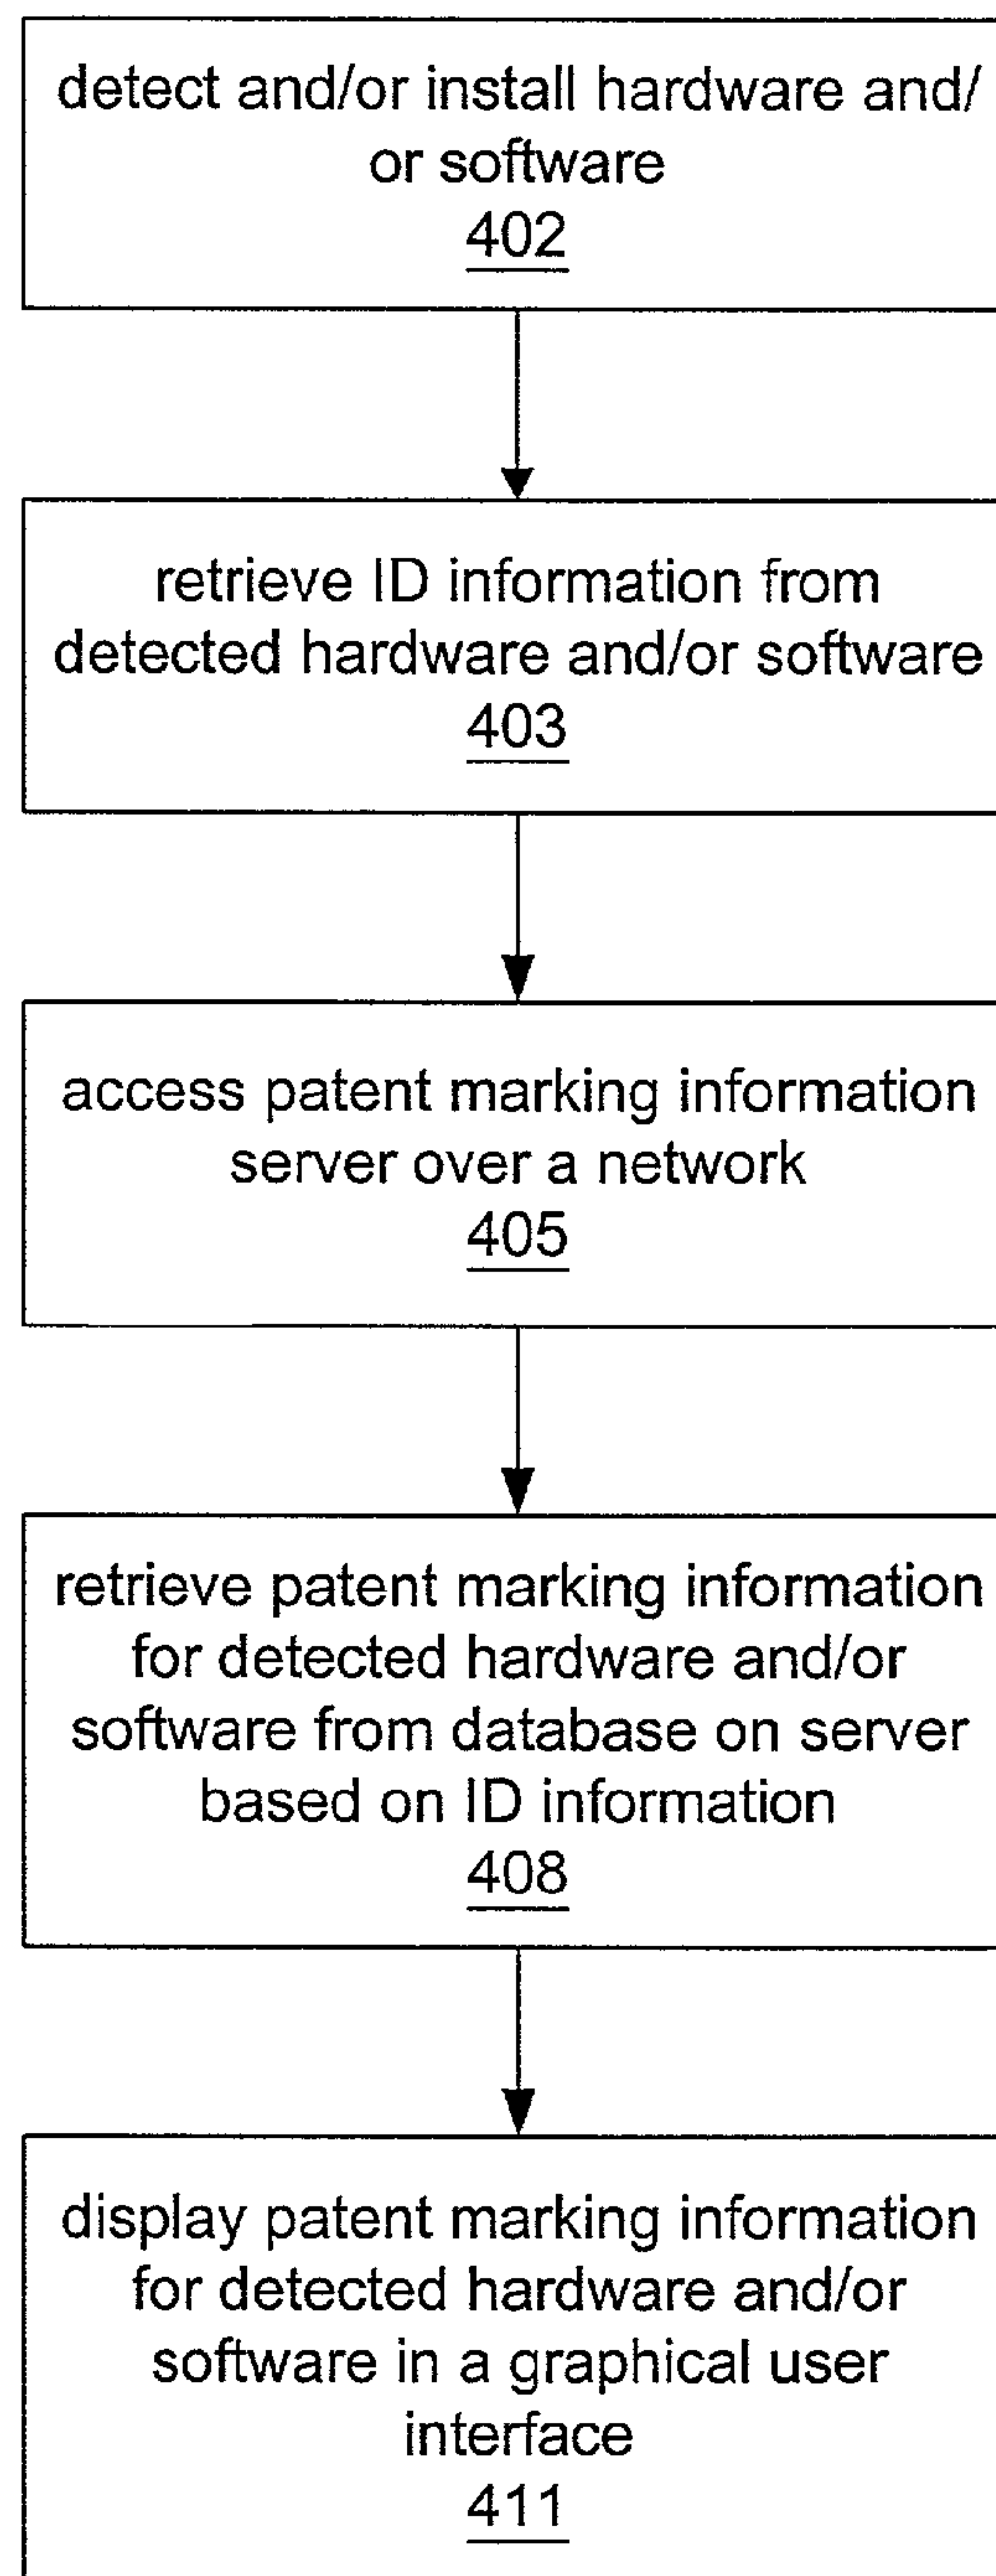 detect and/or install hardware and/
or software
402
retrieve ID information from
detected hardware and/or software
403
access patent marking information
server over a network
405
retrieve patent marking information
for detected hardware and/or
software from database on server
based on ID information
408
display patent marking information
for detected hardware and/or
software in a graphical user
interface
411